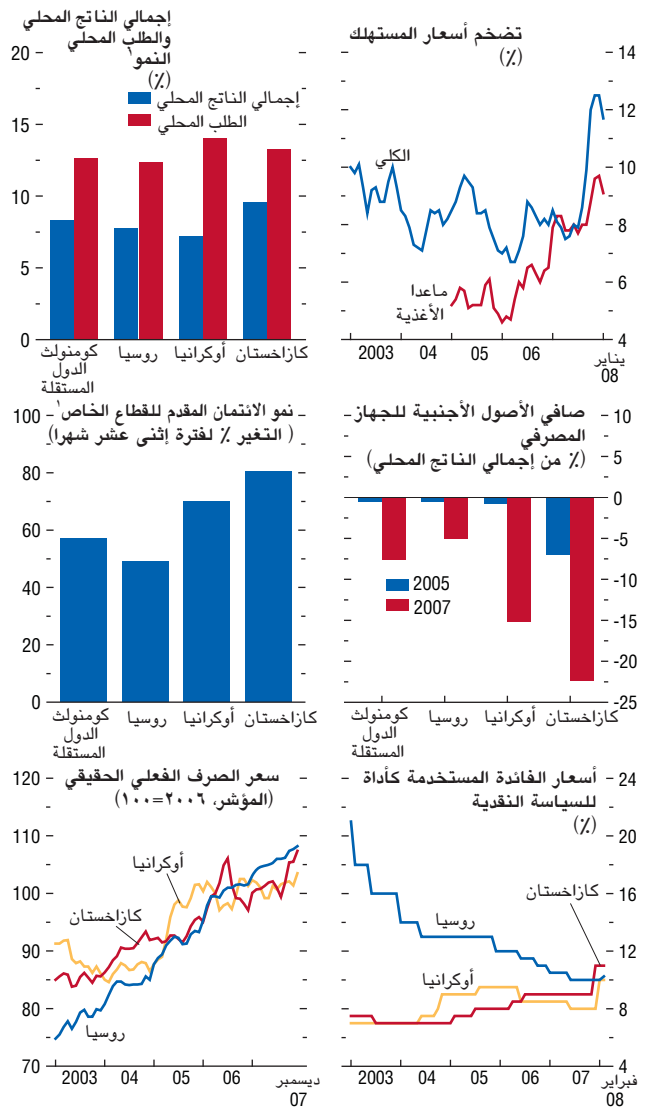 إجمالي الناتج المحلي
والطلب المحلي
النمو١
(٪)
إجمالي الناتج المحلي
الطلب المحلي
20
15
10
5
0
كومنولث
الدول
المستقلة
روسيا
أوكرانيا
كازاخستان
تضخم أسعار المستهلك
(٪)
14
12
10
8
6
4
الكلي
ماعدا
الأغذية
2003
04
05
06
يناير
08
نمو الائتمان المقدم للقطاع الخاص١
( التغير ٪ لفترة إثنى عشر شهرا)
100
80
60
40
20
0
كومنولث
الدول
المستقلة
روسيا
أوكرانيا
كازاخستان
صافي الأصول الأجنبية للجهاز
المصرفي
(٪ من إجمالي الناتج المحلي)
10
5
0
-5
-10
-15
-20
-25
2005
2007
كومنولث
الدول
المستقلة
روسيا
أوكرانيا
كازاخستان
سعر الصرف الفعلي الحقيقي
(المؤشر، ٢٠٠٦=١٠٠)
120
110
100
90
80
70
أوكرانيا
كازاخستان
روسيا
2003
04
05
06
ديسمبر
07
أسعار الفائدة المستخدمة كأداة
للسياسة النقدية
(٪)
24
20
16
12
8
4
كازاخستان
روسيا
أوكرانيا
2003
04
05
06
07
فبراير
08